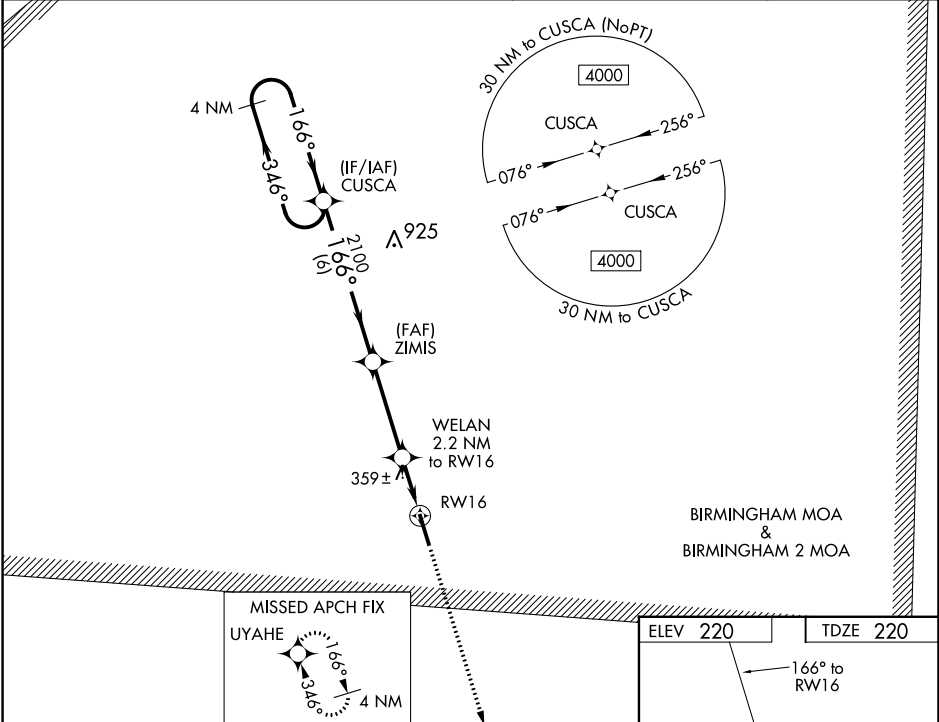 30 NM to CUSCA (NoPT)
4000
CUSCA
076°
256°
256°
076°
CUSCA
4000
30 NM to CUSCA
4 NM
166°
346°
(IF/IAF)
CUSCA
2100
166°
(6)
925
(FAF)
ZIMIS
WELAN
2.2 NM
to RW16
359±
RW16
BIRMINGHAM MOA
&
BIRMINGHAM 2 MOA
MISSED APCH FIX
UYAHE
166°
346°
4 NM
ELEV 220
TDZE 220
166° to
RW16